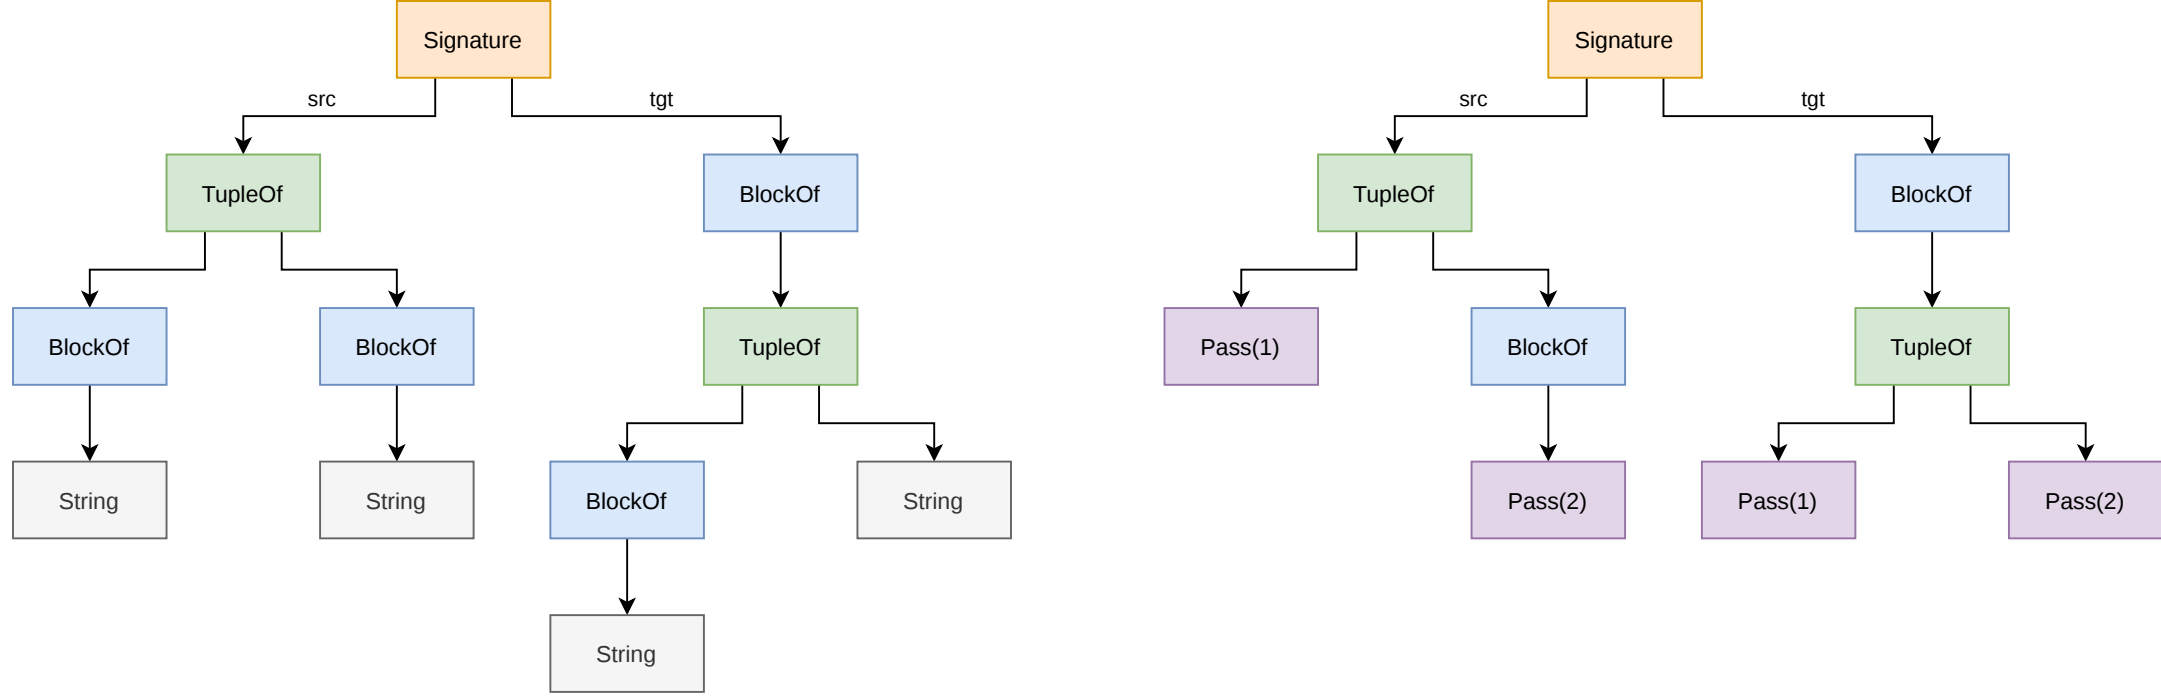 Signature
Signature
src
tgt
src
tgt
TupleOf
BlockOf
TupleOf
BlockOf
BlockOf
BlockOf
TupleOf
Pass(1)
BlockOf
TupleOf
String
String
BlockOf
String
Pass(2)
Pass(1)
Pass(2)
String